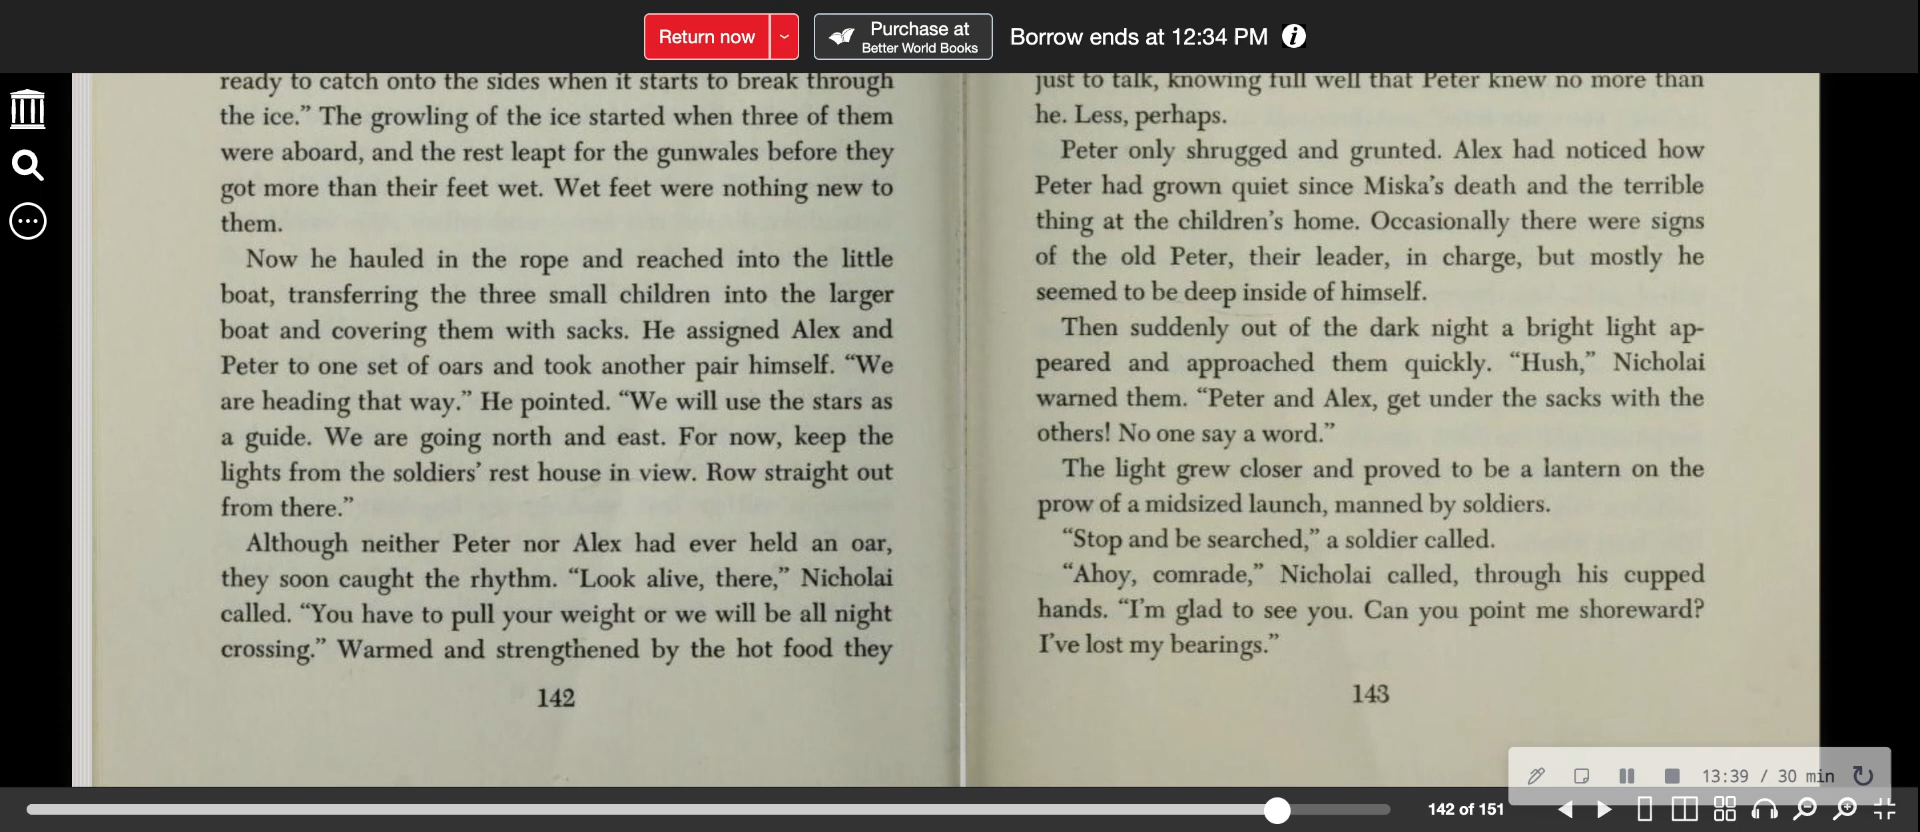 Return now
Purchase at
Better World Books
Borrow ends at 12:34 PM
ready to catch onto the sides when it starts to break through
the ice.” The growling of the ice started when three of them
were aboard, and the rest leapt for the gunwales before they
got more than their feet wet. Wet feet were nothing new to
them.
Now he hauled in the rope and reached into the little
boat, transferring the three small children into the larger
boat and covering them with sacks. He assigned Alex and
Peter to one set of oars and took another pair himself. “We
are heading that way.” He pointed. “We will use the stars as
a guide. We are going north and east. For now, keep the
lights from the soldiers’ rest house in view. Row straight out
from there.”
Although neither Peter nor Alex had ever held an oar,
they soon caught the rhythm. “Look alive, there,” Nicholai
called. “You have to pull your weight or we will be all night
crossing.” Warmed and strengthened by the hot food they
142
just to talk, knowing full well that Peter knew no more than
he. Less, perhaps.
Peter only shrugged and grunted. Alex had noticed how
Peter had grown quiet since Miska’s death and the terrible
thing at the children’s home. Occasionally there were signs
of the old Peter, their leader, in charge, but mostly he
seemed to be deep inside of himself.
Then suddenly out of the dark night a bright light ap-
peared and approached them quickly. “Hush,” Nicholai
warned them. “Peter and Alex, get under the sacks with the
others! No one say a word.”
The light grew closer and proved to be a lantern on the
prow of a midsized launch, manned by soldiers.
“Stop and be searched,” a soldier called.
“Ahoy, comrade,” Nicholai called, through his cupped
hands. “I’m glad to see you. Can you point me shoreward?
I’ve lost my bearings.”
143
13:39 / 30 min
142 of 151